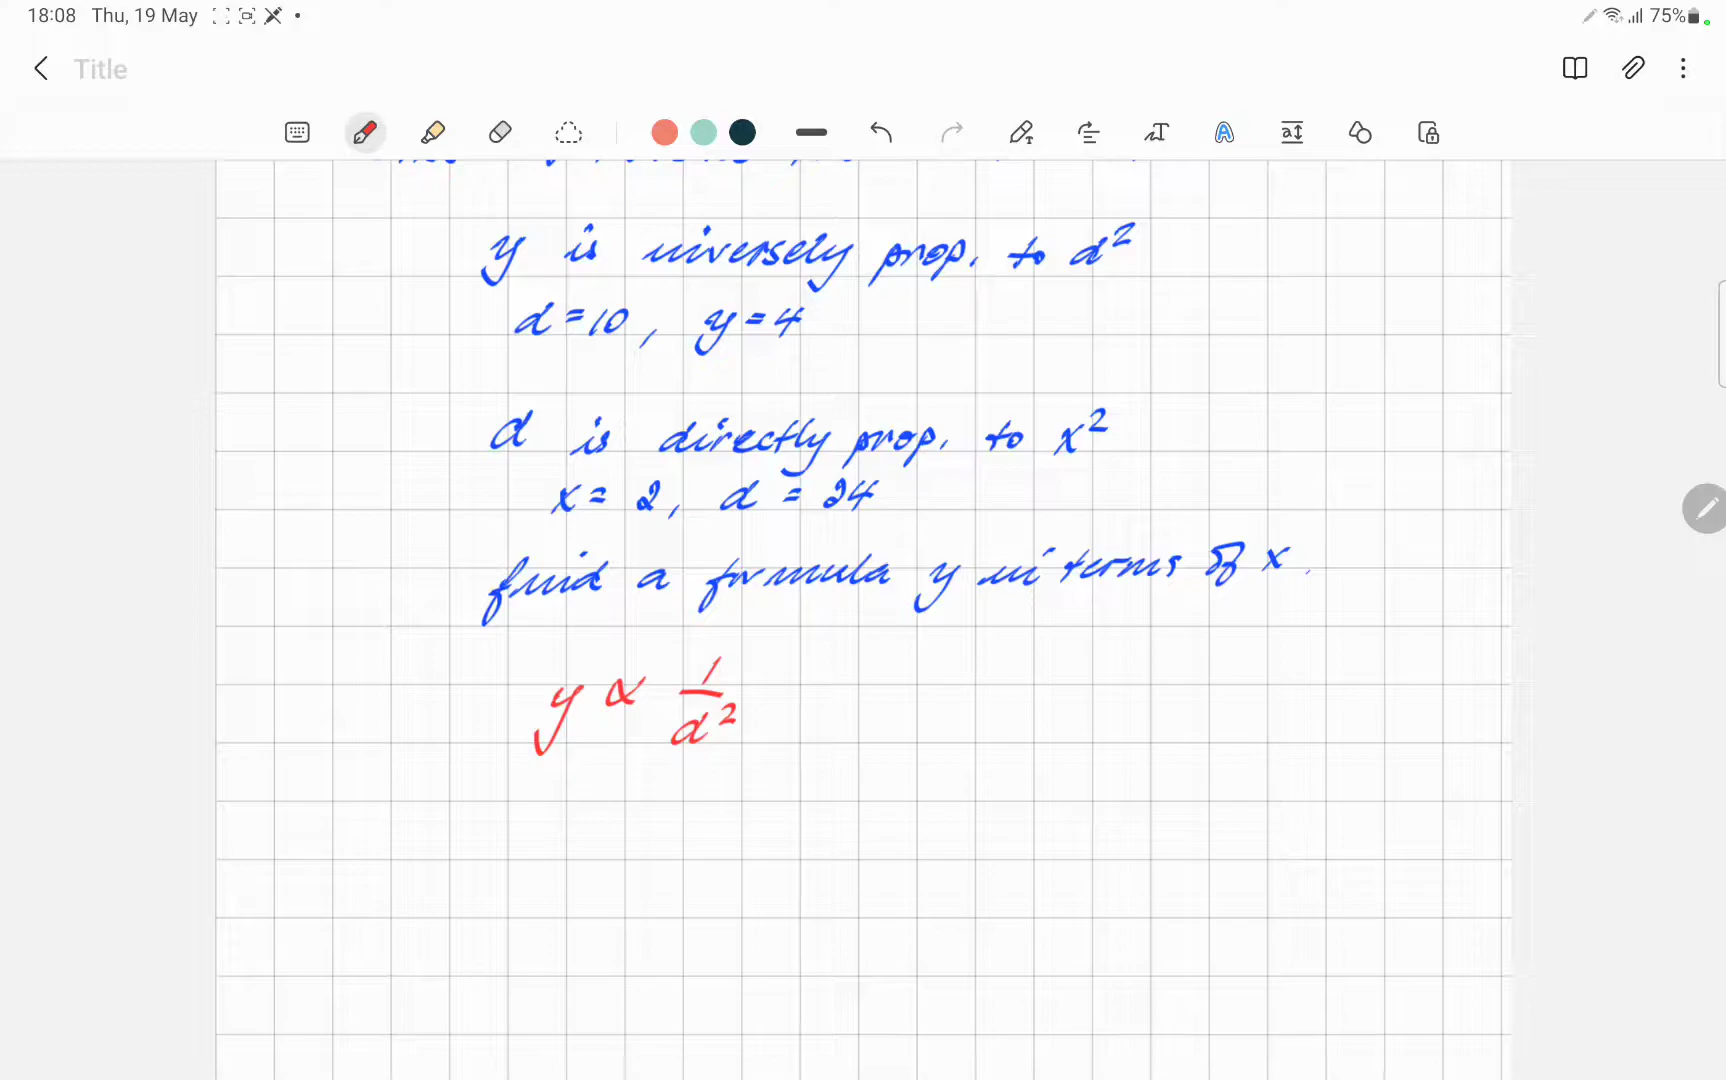 18:08 Thu, 19 May 75%
Title
y is inversely prop. to d²
d = 10, y = 4
d is directly prop. to x²
x = 2, d = 24
find a formula y in terms of x.
y ∝ 1/d²